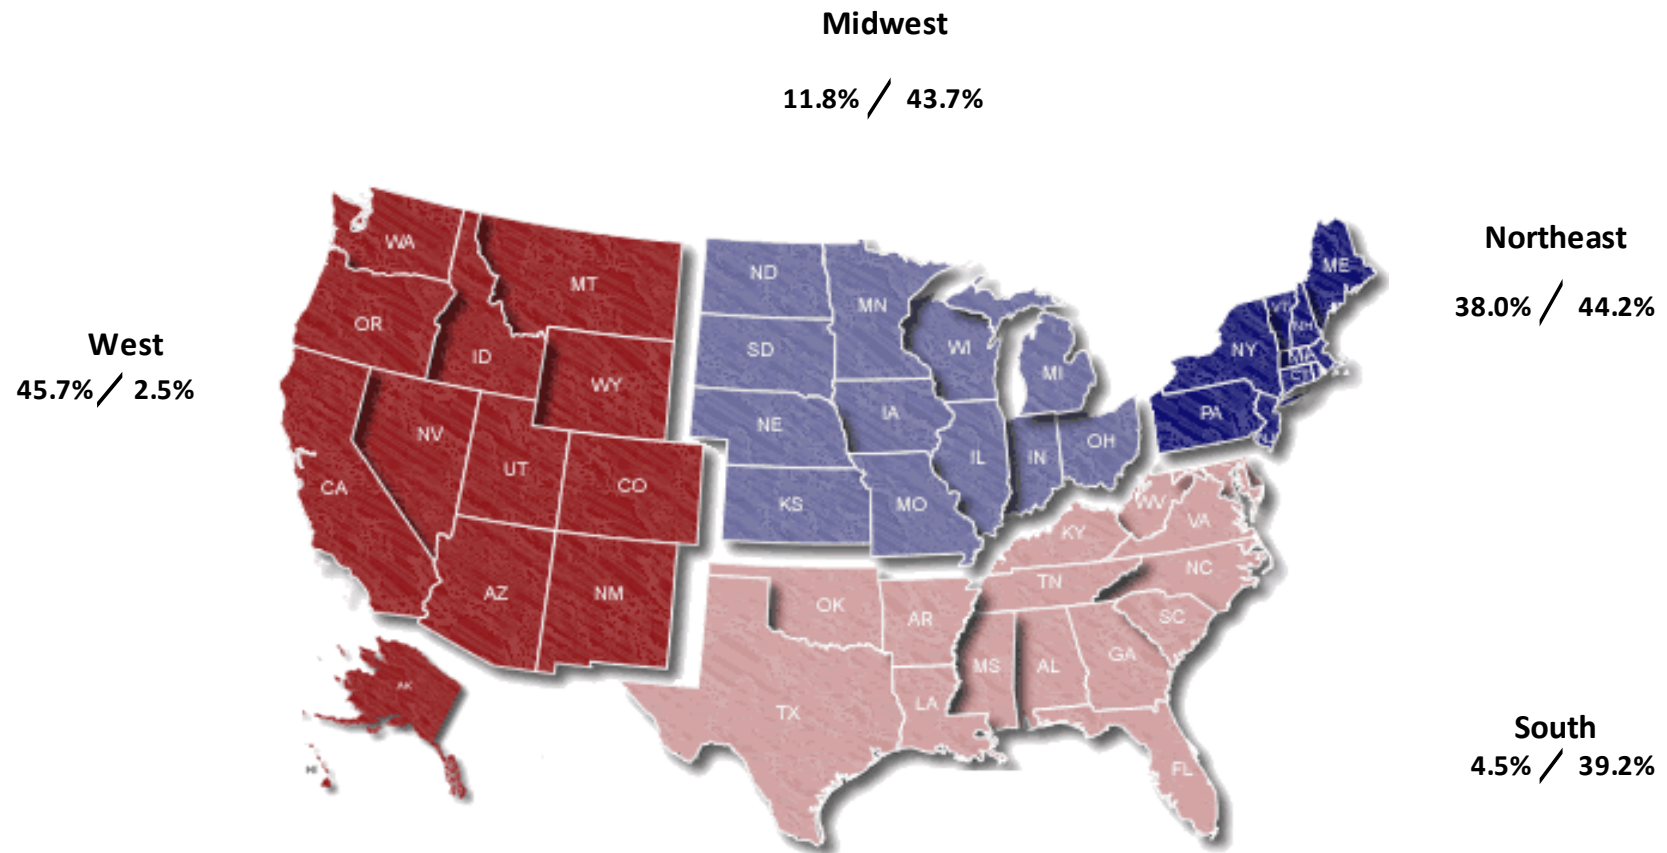 Midwest
11.8% / 43.7%
Northeast
38.0% / 44.2%
West
45.7% / 2.5%
South
4.5% / 39.2%
WA
MT
ND
MN
ME
OR
ID
SD
WI
VT
NH
NY
MA
WY
MI
CT
NE
IA
PA
NV
UT
CO
IL
IN
OH
NJ
CA
KS
MO
WV
VA
KY
AZ
NM
OK
TN
NC
AR
SC
MS
AL
GA
AK
TX
LA
HI
FL